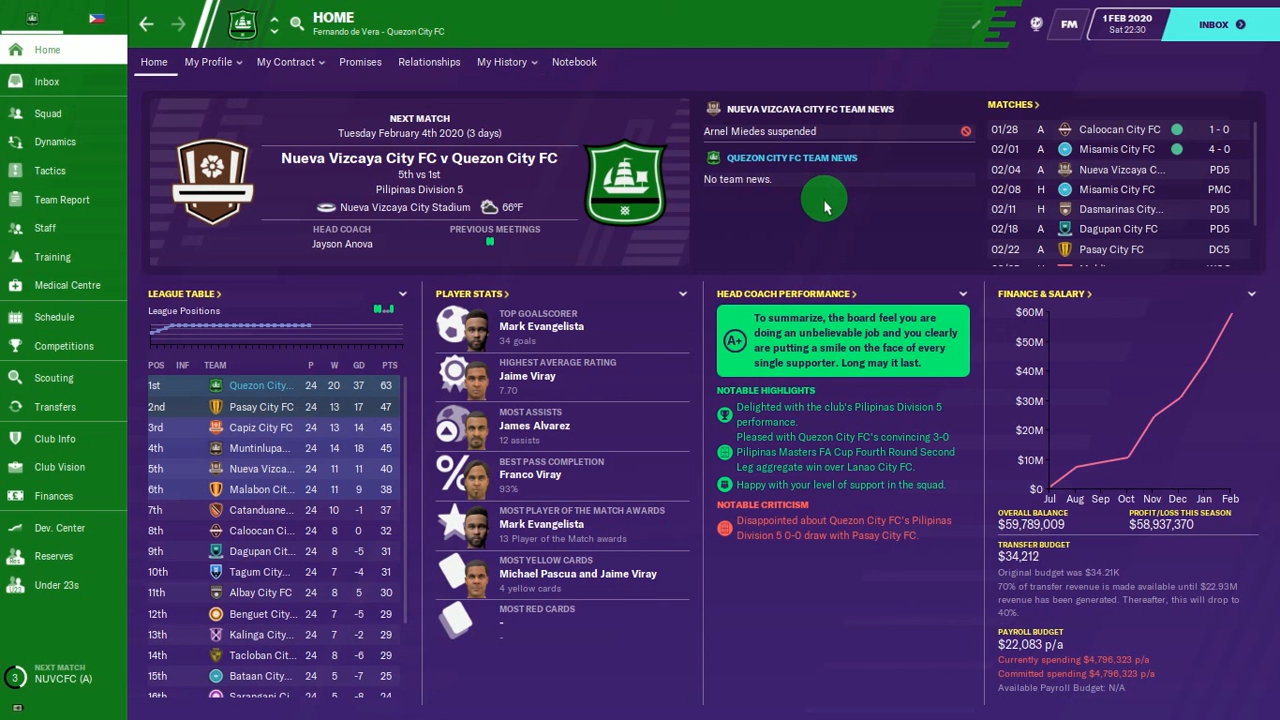 HOME
Fernando de Vera - Quezon City FC
FM
1 FEB 2020
Sat 22:30
INBOX
Home
Inbox
Squad
Dynamics
Tactics
Team Report
Staff
Training
Medical Centre
Schedule
Competitions
Scouting
Transfers
Club Info
Club Vision
Finances
Dev. Center
Reserves
Under 23s
3
NEXT MATCH
NUVCFC (A)
Home
My Profile
My Contract
Promises
Relationships
My History
Notebook
NEXT MATCH
Tuesday February 4th 2020 (3 days)
Nueva Vizcaya City FC v Quezon City FC
5th vs 1st
Pilipinas Division 5
Nueva Vizcaya City Stadium 66°F
HEAD COACH
Jayson Anova
PREVIOUS MEETINGS
NUEVA VIZCAYA CITY FC TEAM NEWS
Arnel Miedes suspended
QUEZON CITY FC TEAM NEWS
No team news.
MATCHES
01/28 A Caloocan City FC 1 - 0
02/01 A Misamis City FC 4 - 0
02/04 A Nueva Vizcaya C... PD5
02/08 H Misamis City FC PMC
02/11 H Dasmarinas City... PD5
02/18 A Dagupan City FC PD5
02/22 A Pasay City FC DC5
LEAGUE TABLE
League Positions
POS INF TEAM P W GD PTS
1st Quezon City... 24 20 37 63
2nd Pasay City FC 24 13 17 47
3rd Capiz City FC 24 13 14 45
4th Muntinlupa... 24 14 18 45
5th Nueva Vizca... 24 11 11 40
6th Malabon Cit... 24 11 9 38
7th Catanduane... 24 10 -1 37
8th Caloocan Ci... 24 8 0 32
9th Dagupan Cit... 24 8 -5 31
10th Tagum City... 24 7 -4 31
11th Albay City FC 24 8 5 30
12th Benguet City... 24 7 -5 29
13th Kalinga City... 24 7 -2 29
14th Tacloban Cit... 24 8 -6 29
15th Bataan City... 24 5 -7 25
16th Sarangani Ci... 24 5 -8 24
PLAYER STATS
TOP GOALSCORER
Mark Evangelista
34 goals
HIGHEST AVERAGE RATING
Jaime Viray
7.70
MOST ASSISTS
James Alvarez
12 assists
BEST PASS COMPLETION
Franco Viray
93%
MOST PLAYER OF THE MATCH AWARDS
Mark Evangelista
13 Player of the Match awards
MOST YELLOW CARDS
Michael Pascua and Jaime Viray
4 yellow cards
MOST RED CARDS
-
-
HEAD COACH PERFORMANCE
A+
To summarize, the board feel you are
doing an unbelievable job and you clearly
are putting a smile on the face of every
single supporter. Long may it last.
NOTABLE HIGHLIGHTS
Delighted with the club's Pilipinas Division 5
performance.
Pleased with Quezon City FC's convincing 3-0
Pilipinas Masters FA Cup Fourth Round Second
Leg aggregate win over Lanao City FC.
Happy with your level of support in the squad.
NOTABLE CRITICISM
Disappointed about Quezon City FC's Pilipinas
Division 5 0-0 draw with Pasay City FC.
FINANCE & SALARY
$60M
$50M
$40M
$30M
$20M
$10M
$0
Jul Aug Sep Oct Nov Dec Jan Feb
OVERALL BALANCE
$59,789,009
PROFIT/LOSS THIS SEASON
$58,937,370
TRANSFER BUDGET
$34,212
Original budget was $34.21K
70% of transfer revenue is made available until $22.93M
revenue has been generated. Thereafter, this will drop to
40%.
PAYROLL BUDGET
$22,083 p/a
Currently spending $4,796,323 p/a
Committed spending $4,796,323 p/a
Available Payroll Budget: N/A